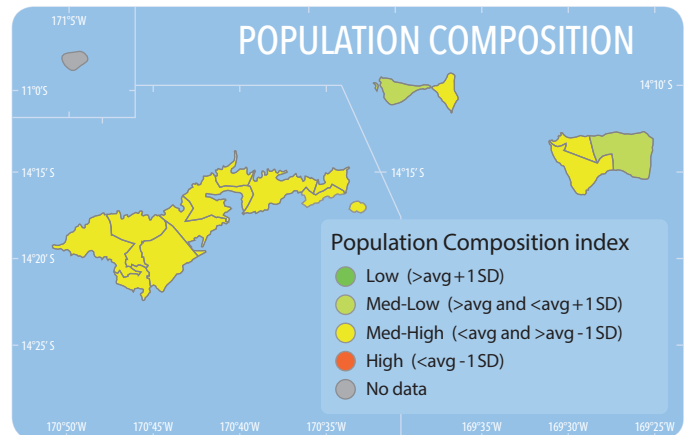 171°5'W
POPULATION COMPOSITION
11°0'S
14°10'S
14°15'S
14°15'S
14°20'S
14°25'S
Population Composition index
Low (>avg+1SD)
Med-Low (>avg and <avg+1SD)
Med-High (<avg and >avg-1SD)
High (<avg-1SD)
No data
170°50'W 170°45'W 170°40'W 170°35'W 169°35'W 169°30'W 169°25'W